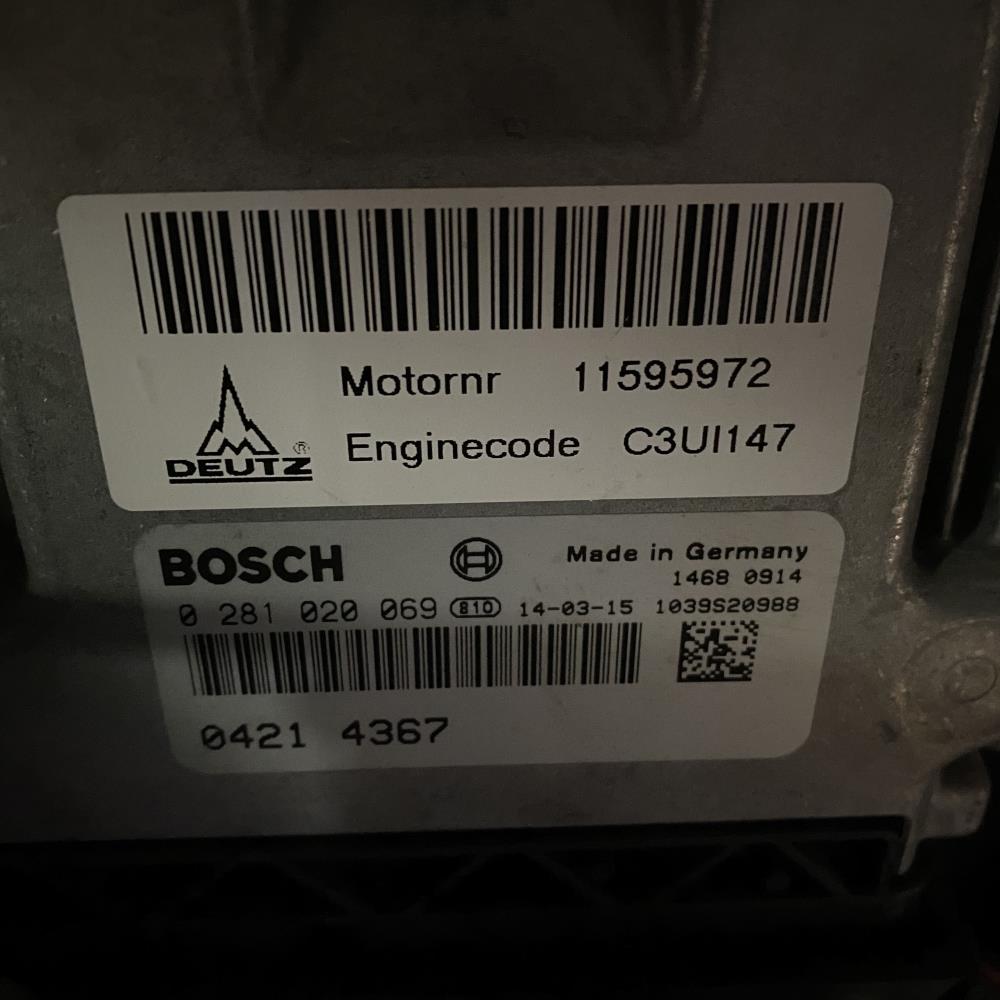 Motornr 11595972
Enginecode C3UI147
DEUTZ ®
BOSCH Made in Germany
1468 0914
0 281 020 069 810 14-03-15 1039S20988
0421 4367